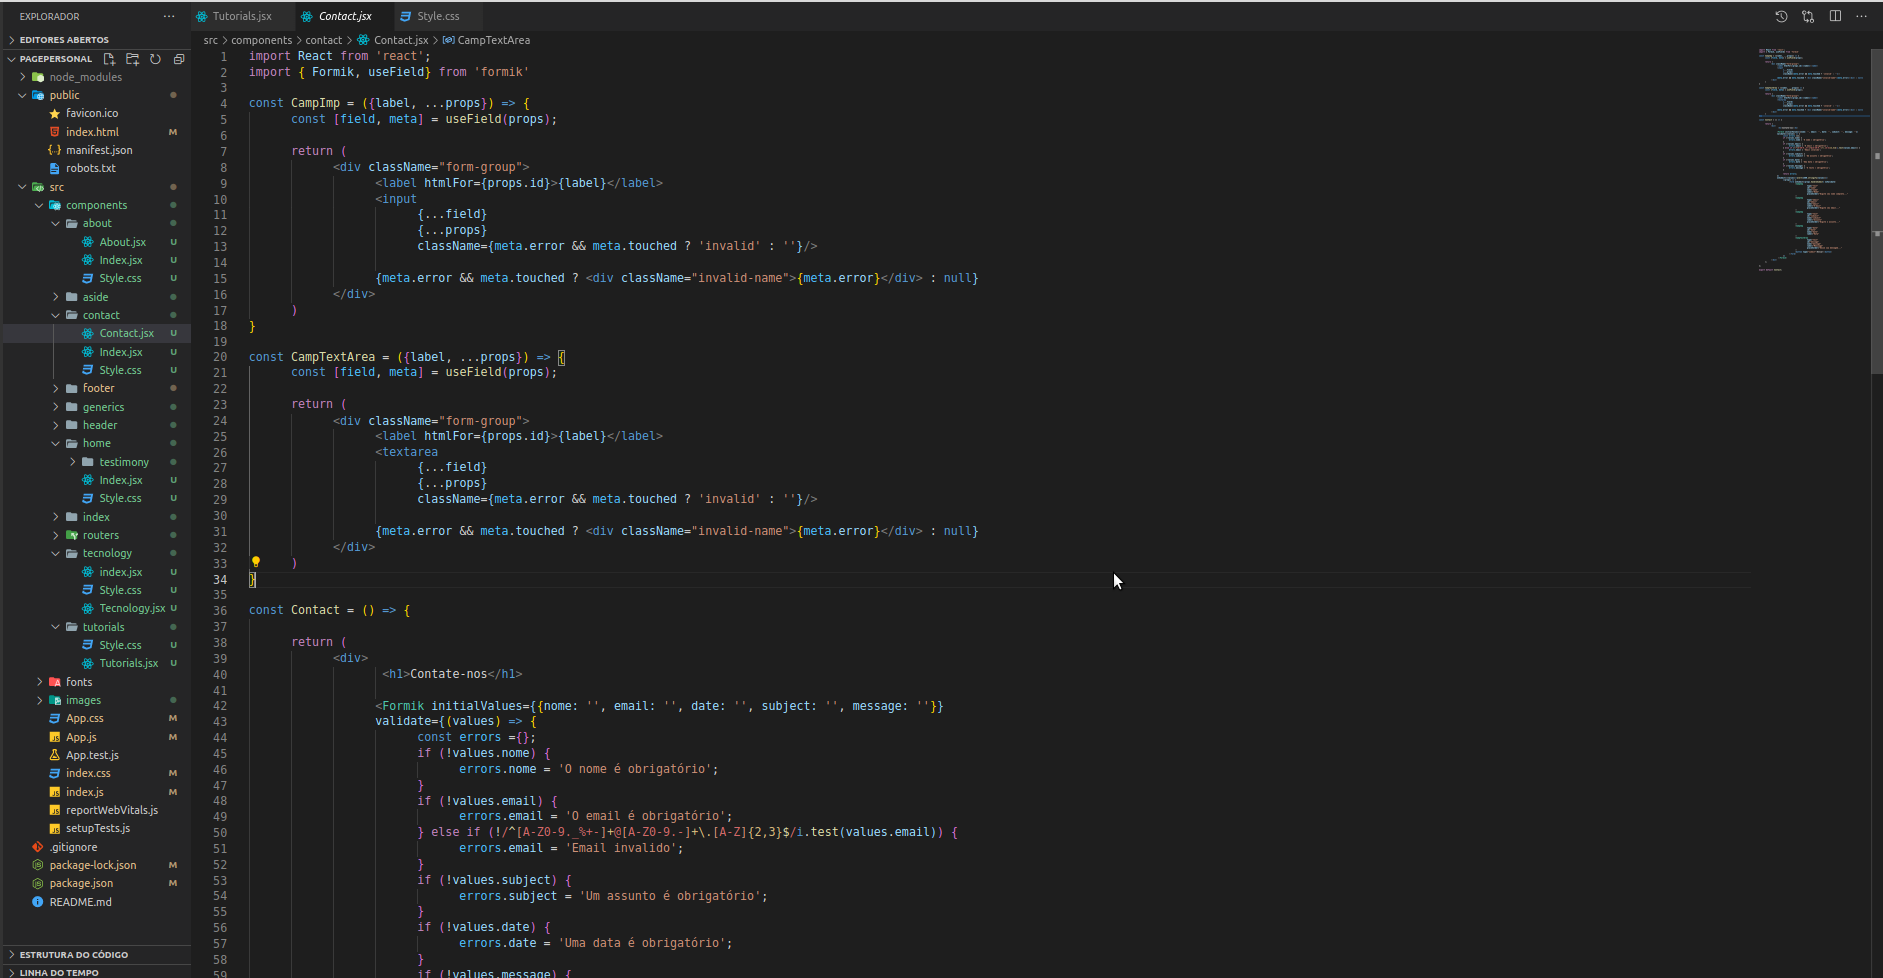 EXPLORADOR
EDITORES ABERTOS
PAGEPERSONAL
node_modules
public
favicon.ico
index.html M
manifest.json
robots.txt
src
components
about
About.jsx U
Index.jsx U
Style.css U
aside
contact
Contact.jsx U
Index.jsx U
Style.css U
footer
generics
header
home
testimony
Index.jsx U
Style.css U
index
routers
tecnology
index.jsx U
Style.css U
Tecnology.jsx U
tutorials
Style.css U
Tutorials.jsx U
fonts
images
App.css M
App.js M
App.test.js
index.css M
index.js M
reportWebVitals.js
setupTests.js
.gitignore
package-lock.json M
package.json M
README.md
ESTRUTURA DO CÓDIGO
LINHA DO TEMPO
Tutorials.jsx Contact.jsx Style.css
src > components > contact > Contact.jsx > CampTextArea
1 import React from 'react';
2 import { Formik, useField} from 'formik'
3
4 const CampImp = ({label, ...props}) => {
5 const [field, meta] = useField(props);
6
7 return (
8 <div className="form-group">
9 <label htmlFor={props.id}>{label}</label>
10 <input
11 {...field}
12 {...props}
13 className={meta.error && meta.touched ? 'invalid' : ''}/>
14
15 {meta.error && meta.touched ? <div className="invalid-name">{meta.error}</div> : null}
16 </div>
17 )
18 }
19
20 const CampTextArea = ({label, ...props}) => {
21 const [field, meta] = useField(props);
22
23 return (
24 <div className="form-group">
25 <label htmlFor={props.id}>{label}</label>
26 <textarea
27 {...field}
28 {...props}
29 className={meta.error && meta.touched ? 'invalid' : ''}/>
30
31 {meta.error && meta.touched ? <div className="invalid-name">{meta.error}</div> : null}
32 </div>
33 )
34 }
35
36 const Contact = () => {
37
38 return (
39 <div>
40 <h1>Contate-nos</h1>
41
42 <Formik initialValues={{nome: '', email: '', date: '', subject: '', message: ''}}
43 validate={(values) => {
44 const errors ={};
45 if (!values.nome) {
46 errors.nome = 'O nome é obrigatório';
47 }
48 if (!values.email) {
49 errors.email = 'O email é obrigatório';
50 } else if (!/^[A-Z0-9._%+-]+@[A-Z0-9.-]+\.[A-Z]{2,3}$/i.test(values.email)) {
51 errors.email = 'Email invalido';
52 }
53 if (!values.subject) {
54 errors.subject = 'Um assunto é obrigatório';
55 }
56 if (!values.date) {
57 errors.date = 'Uma data é obrigatório';
58 }
59 if (!values.message) {